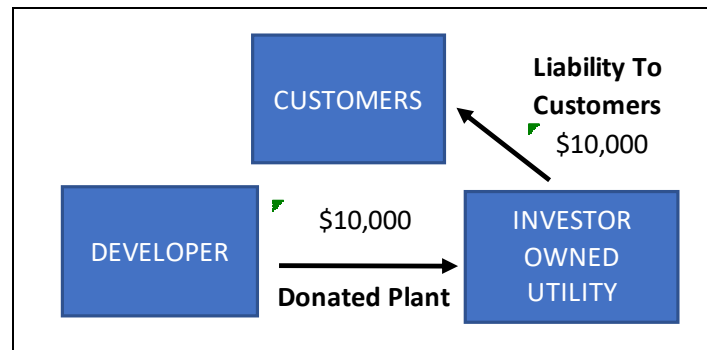 CUSTOMERS
Liability To
Customers
$10,000
DEVELOPER
$10,000
Donated Plant
INVESTOR
OWNED
UTILITY